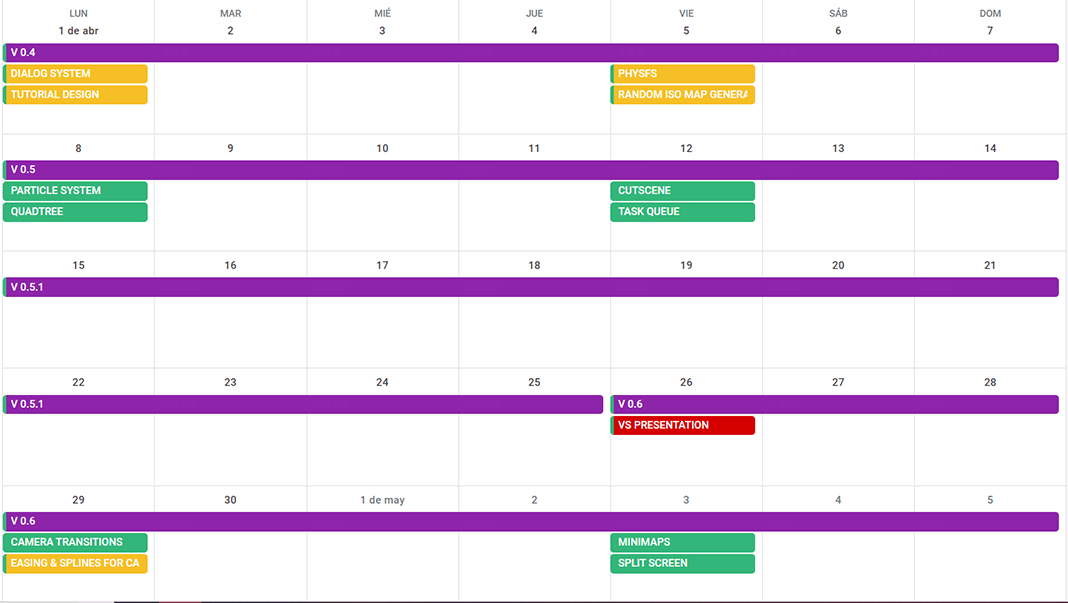 LUN MAR MIÉ JUE VIE SÁB DOM
1 de abr 2 3 4 5 6 7
V 0.4
DIALOG SYSTEM PHYSFS
TUTORIAL DESIGN RANDOM ISO MAP GENERA
8 9 10 11 12 13 14
V 0.5
PARTICLE SYSTEM CUTSCENE
QUADTREE TASK QUEUE
15 16 17 18 19 20 21
V 0.5.1
22 23 24 25 26 27 28
V 0.5.1 V 0.6
VS PRESENTATION
29 30 1 de may 2 3 4 5
V 0.6
CAMERA TRANSITIONS MINIMAPS
EASING & SPLINES FOR CA SPLIT SCREEN